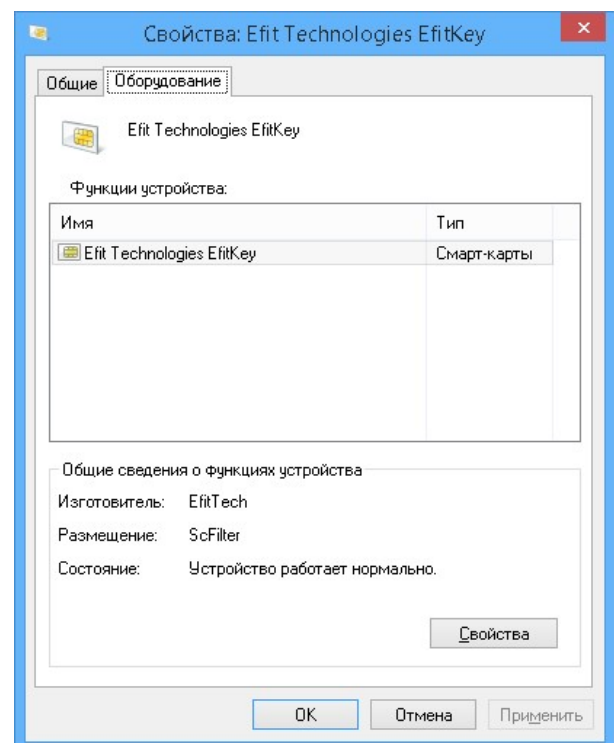 Свойства: Efit Technologies EfitKey
Общие Оборудование
Efit Technologies EfitKey
Функции устройства:
Имя Тип
Efit Technologies EfitKey Смарт-карты
Общие сведения о функциях устройства
Изготовитель: EfitTech
Размещение: ScFilter
Состояние: Устройство работает нормально.
Свойства
OK Отмена Применить